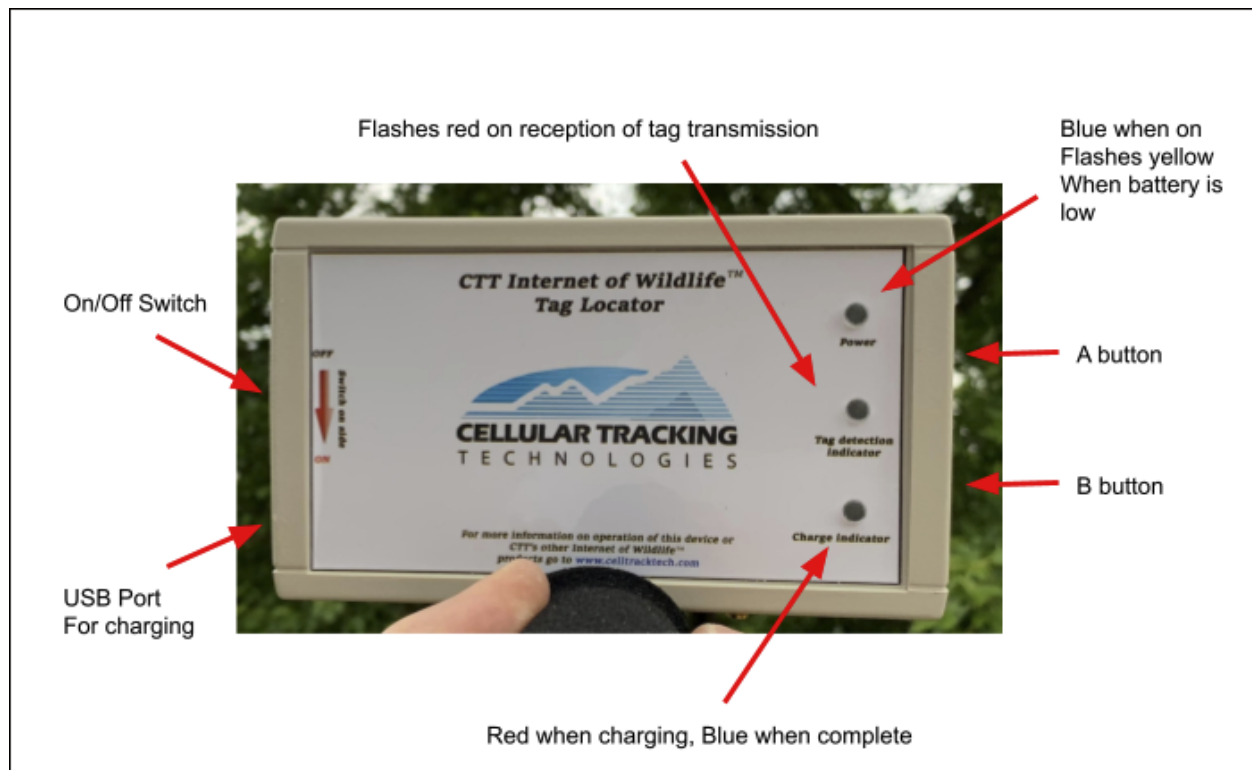 Flashes red on reception of tag transmission
Blue when on
Flashes yellow
When battery is
low
On/Off Switch
CTT Internet of Wildlife™
Tag Locator
Power
A button
OFF
Switch on side
ON
CELLULAR TRACKING
TECHNOLOGIES
Tag detection
indicator
B button
For more information on operation of this device or
CTT's other Internet of Wildlife™
products go to www.celltracktech.com
Charge indicator
USB Port
For charging
Red when charging, Blue when complete